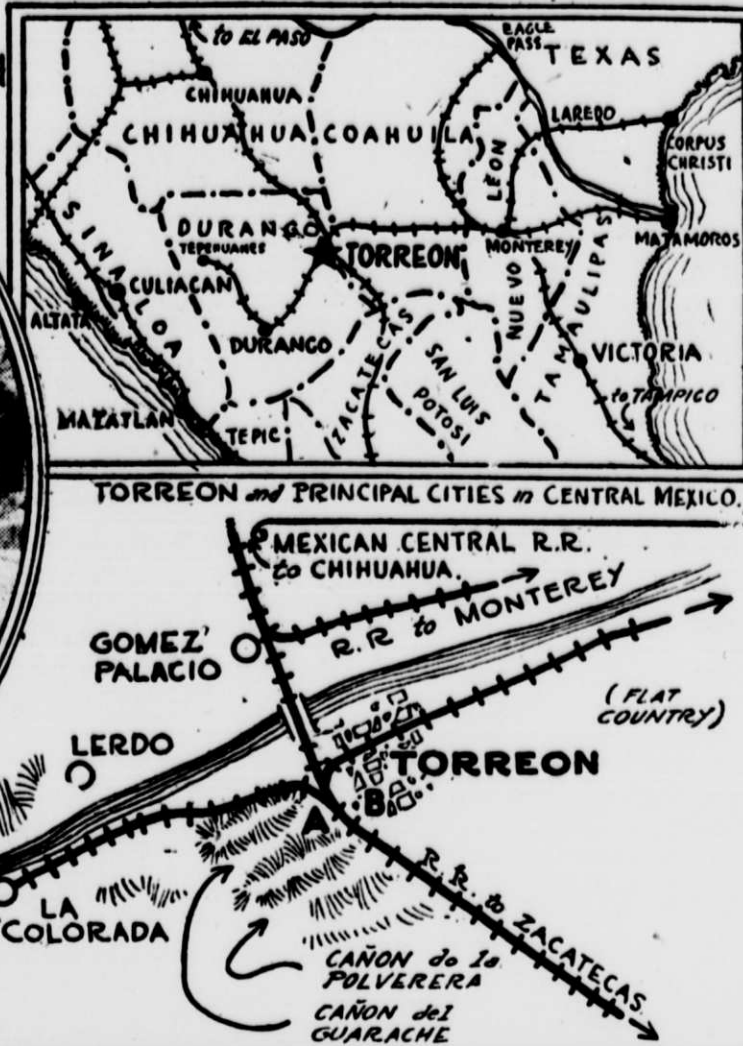 to EL PASO
EAGLE
PASS
TEXAS
CHIHUAHUA
LAREDO
CHIHUAHUA
COAHUILA
LEON
CORPUS
CHRISTI
SINALOA
DURANGO
TEPEHUANES
TORREON
MONTEREY
MATAMOROS
CULIACAN
NUEVO
TAMAULIPAS
ALTATA
DURANGO
ZACATECAS
SAN LUIS
POTOSI
VICTORIA
to TAMPICO
MAZATLAN
TEPIC
TORREON and PRINCIPAL CITIES in CENTRAL MEXICO.
MEXICAN CENTRAL R.R.
to CHIHUAHUA.
R.R to MONTEREY
GOMEZ'
PALACIO
(FLAT
COUNTRY)
LERDO
TORREON
A
B
R.R. to ZACATECAS
LA
COLORADA
CAÑON de la
POLVERERA
CAÑON del
GUARACHE